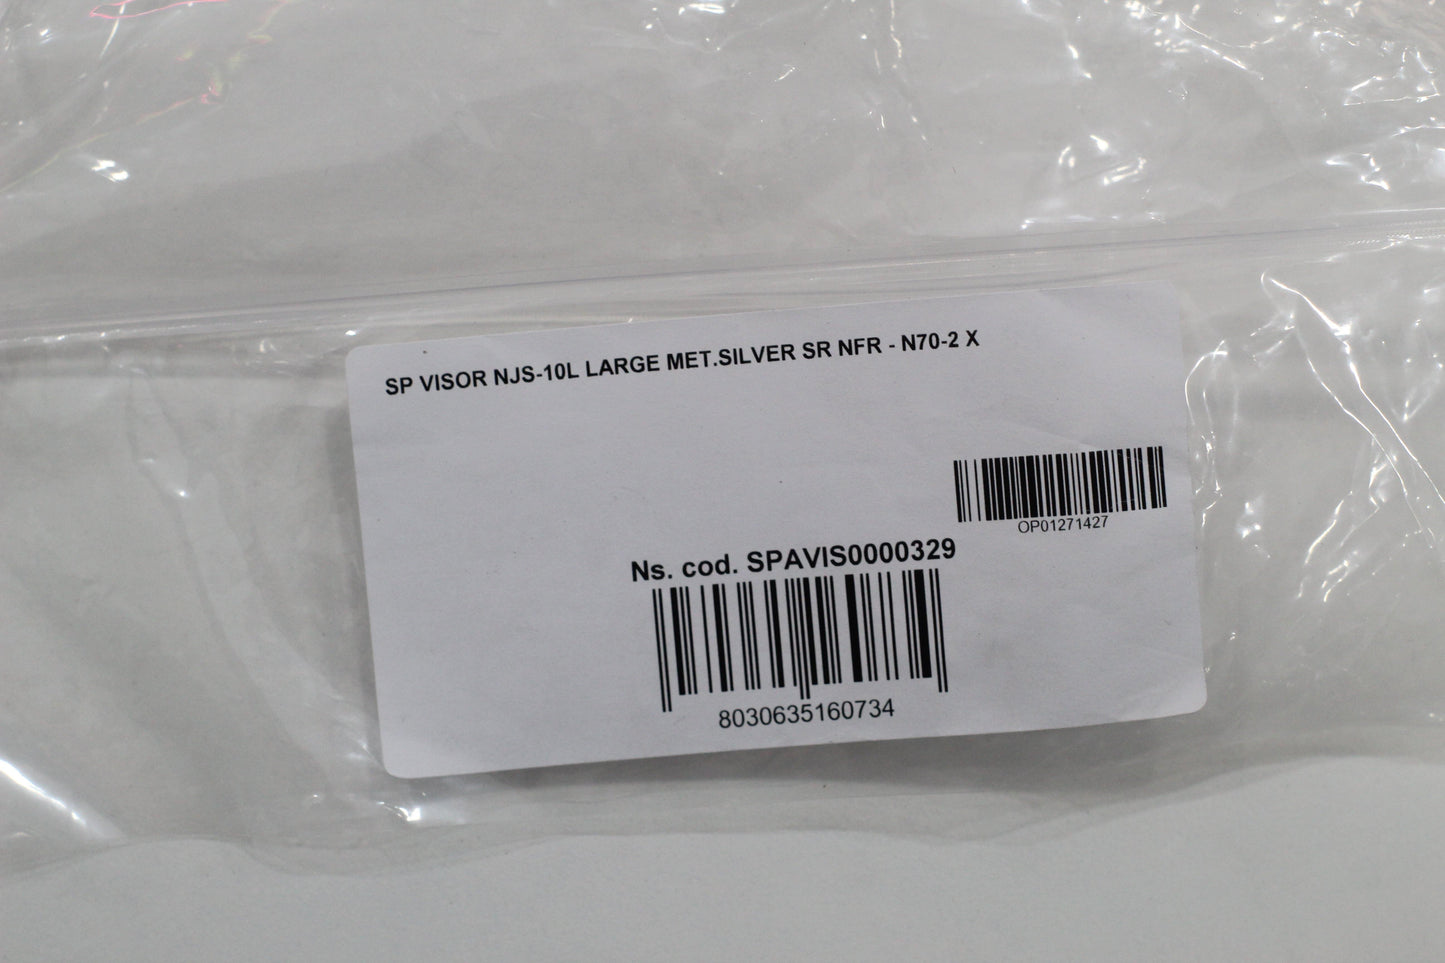 SP VISOR NJS-10L LARGE MET.SILVER SR NFR - N70-2 X
OP01271427
Ns. cod. SPAVIS0000329
8030635160734